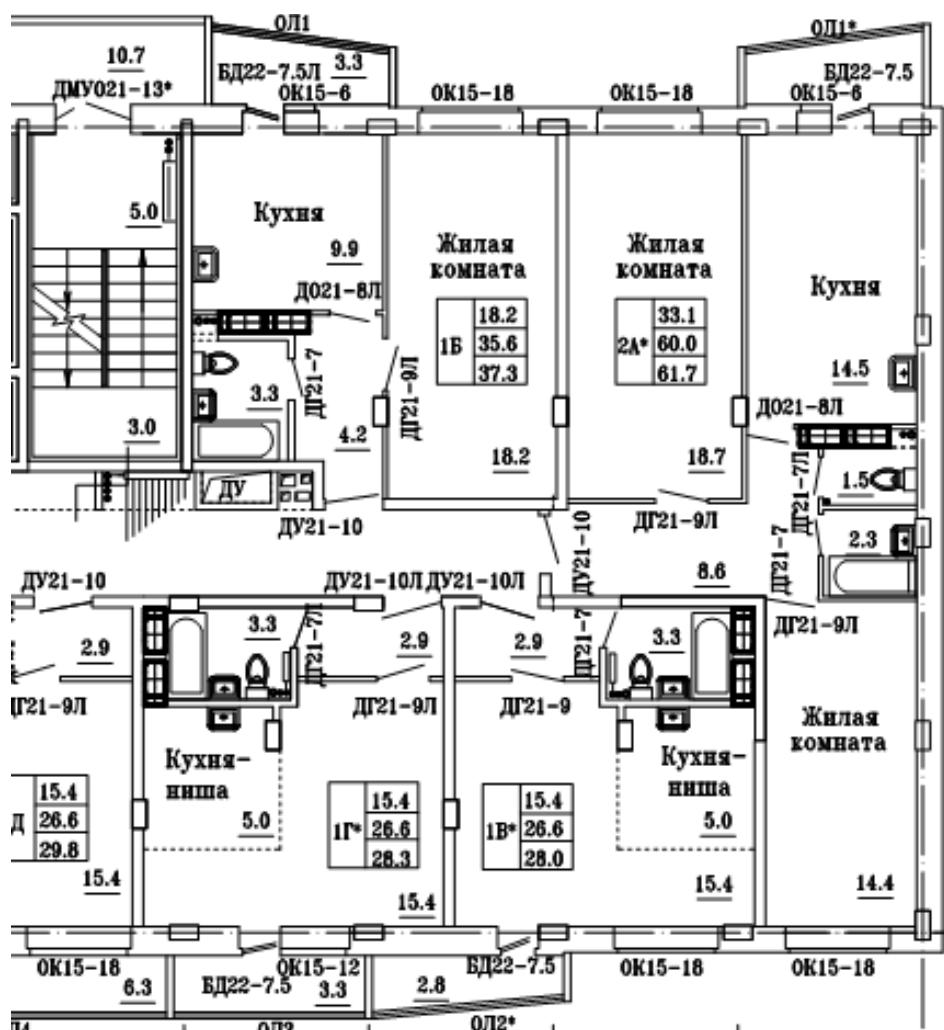 ОЛ1
ОЛ1*
10.7
3.3
БД22-7.5Л
БД22-7.5
ДМУ021-13*
ОК15-6
ОК15-18
ОК15-18
ОК15-6
5.0
Кухня
9.9
Жилая
комната
Жилая
комната
Кухня
ДО21-8Л
1Б
18.2
35.6
37.3
2А*
33.1
60.0
61.7
14.5
ДГ21-7
ДГ21-9Л
3.3
3.0
4.2
18.2
18.7
ДО21-8Л
ДГ21-7Л
1.5
ДУ
ДУ21-10
ДГ21-9Л
ДУ21-10
2.3
ДГ21-7
8.6
ДУ21-10
ДУ21-10Л
ДУ21-10Л
2.9
3.3
ДГ21-7Л
2.9
2.9
ДГ21-7
3.3
ДГ21-9Л
ДГ21-9Л
ДГ21-9Л
ДГ21-9
Жилая
комната
Кухня-
ниша
5.0
Кухня-
ниша
5.0
Д
15.4
26.6
29.8
1Г*
15.4
26.6
28.3
1В*
15.4
26.6
28.0
15.4
15.4
15.4
14.4
ОК15-18
ОК15-12
БД22-7.5
ОК15-18
ОК15-18
6.3
БД22-7.5
3.3
2.8
ОЛ2*